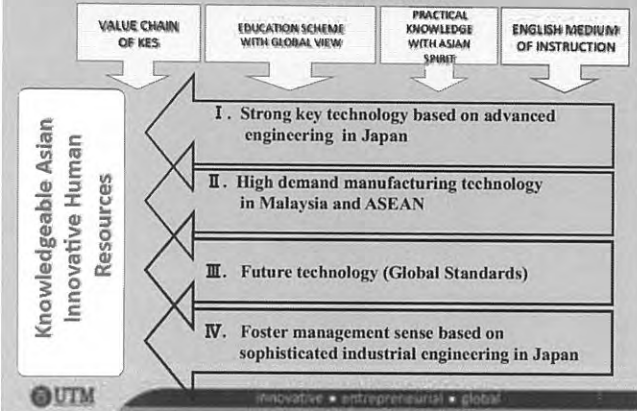 VALUE CHAIN
OF KES
EDUCATION SCHEME
WITH GLOBAL VIEW
PRACTICAL
KNOWLEDGE
WITH ASIAN
SPIRIT
ENGLISH MEDIUM
OF INSTRUCTION
Knowledgeable Asian
Innovative Human
Resources
Ⅰ. Strong key technology based on advanced
engineering in Japan
Ⅱ. High demand manufacturing technology
in Malaysia and ASEAN
Ⅲ. Future technology (Global Standards)
Ⅳ. Foster management sense based on
sophisticated industrial engineering in Japan
UTM
innovative ● entrepreneurial ● global